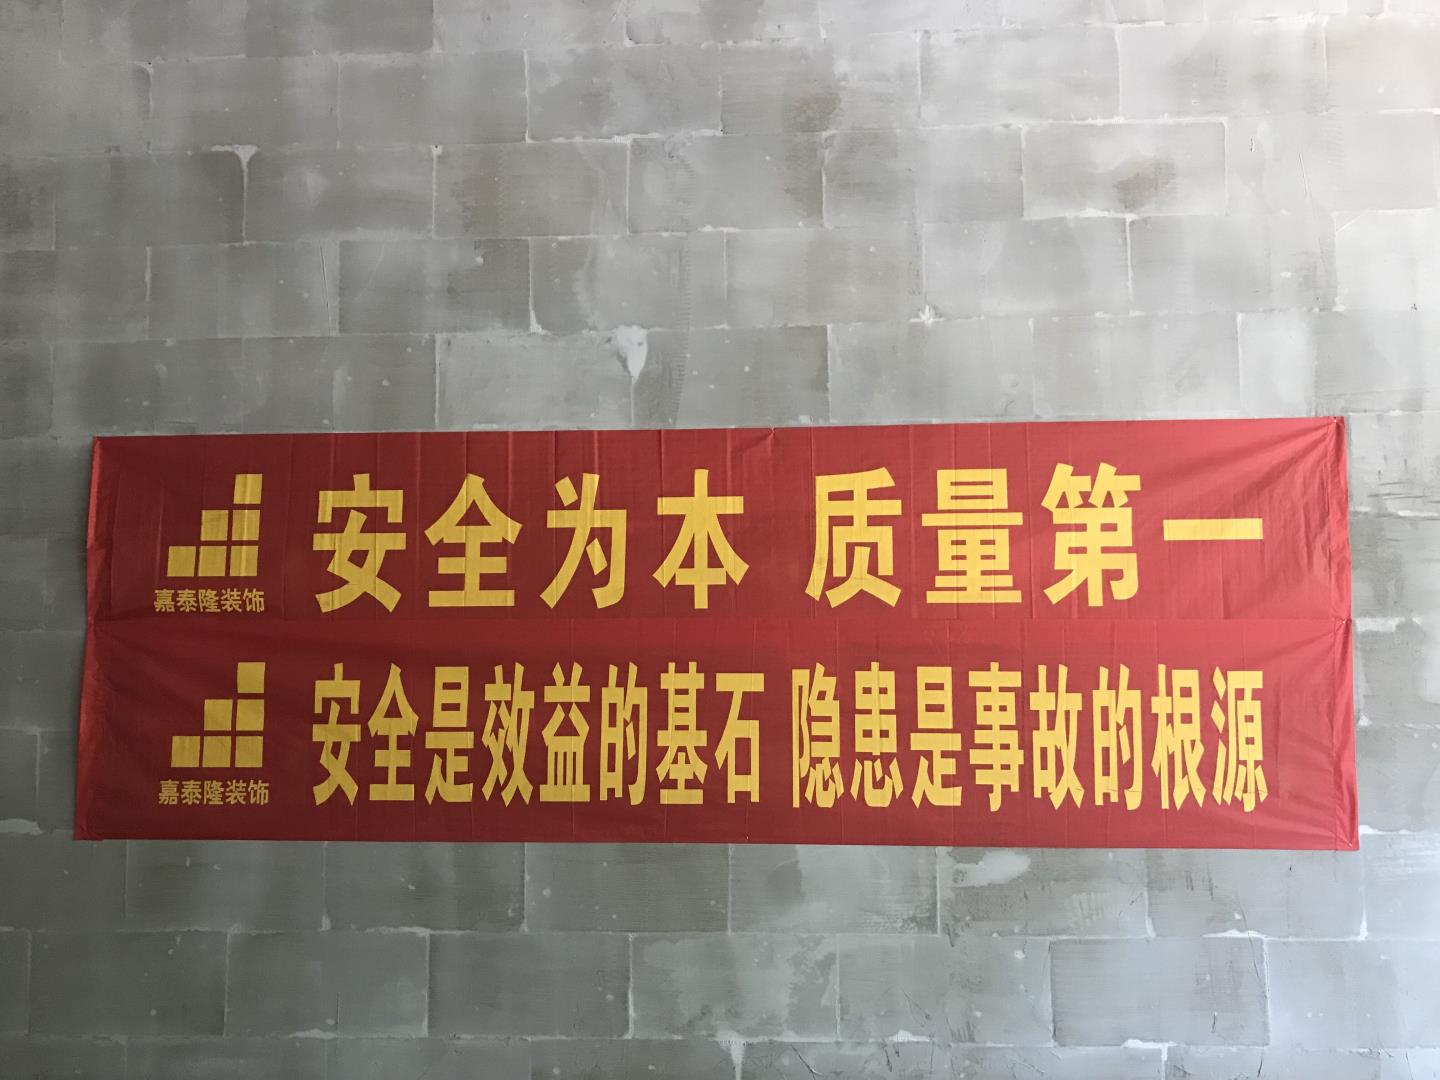 嘉泰隆装饰
安全为本 质量第一
嘉泰隆装饰
安全是效益的基石 隐患是事故的根源